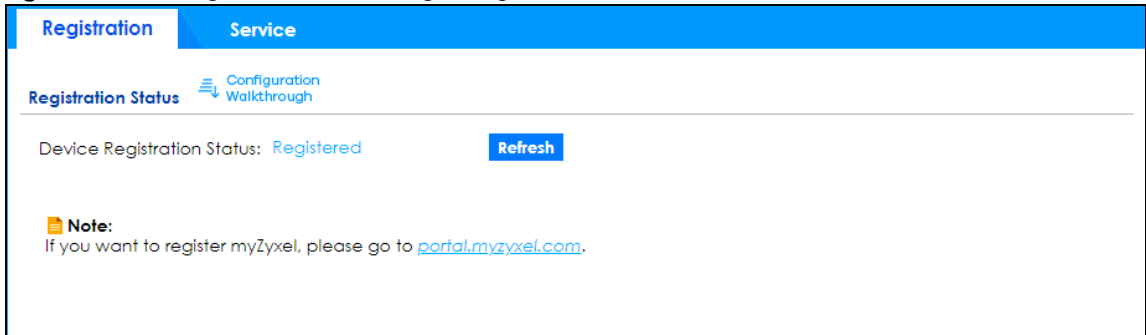 Registration Service
Configuration
Registration Status Walkthrough
Device Registration Status: Registered Refresh
Note:
If you want to register myZyxel, please go to portal.myzyxel.com.